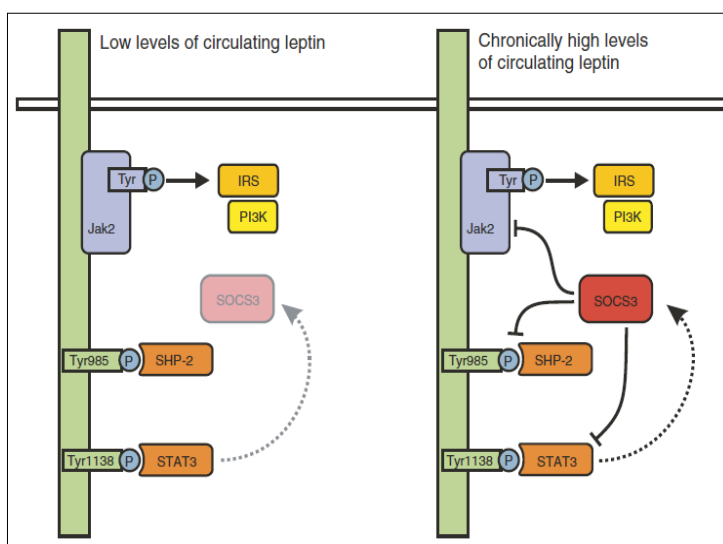 Low levels of circulating leptin
Tyr
P
IRS
PI3K
Jak2
SOCS3
Tyr985
P
SHP-2
Tyr1138
P
STAT3
Chronically high levels
of circulating leptin
Tyr
P
IRS
PI3K
Jak2
SOCS3
Tyr985
P
SHP-2
Tyr1138
P
STAT3